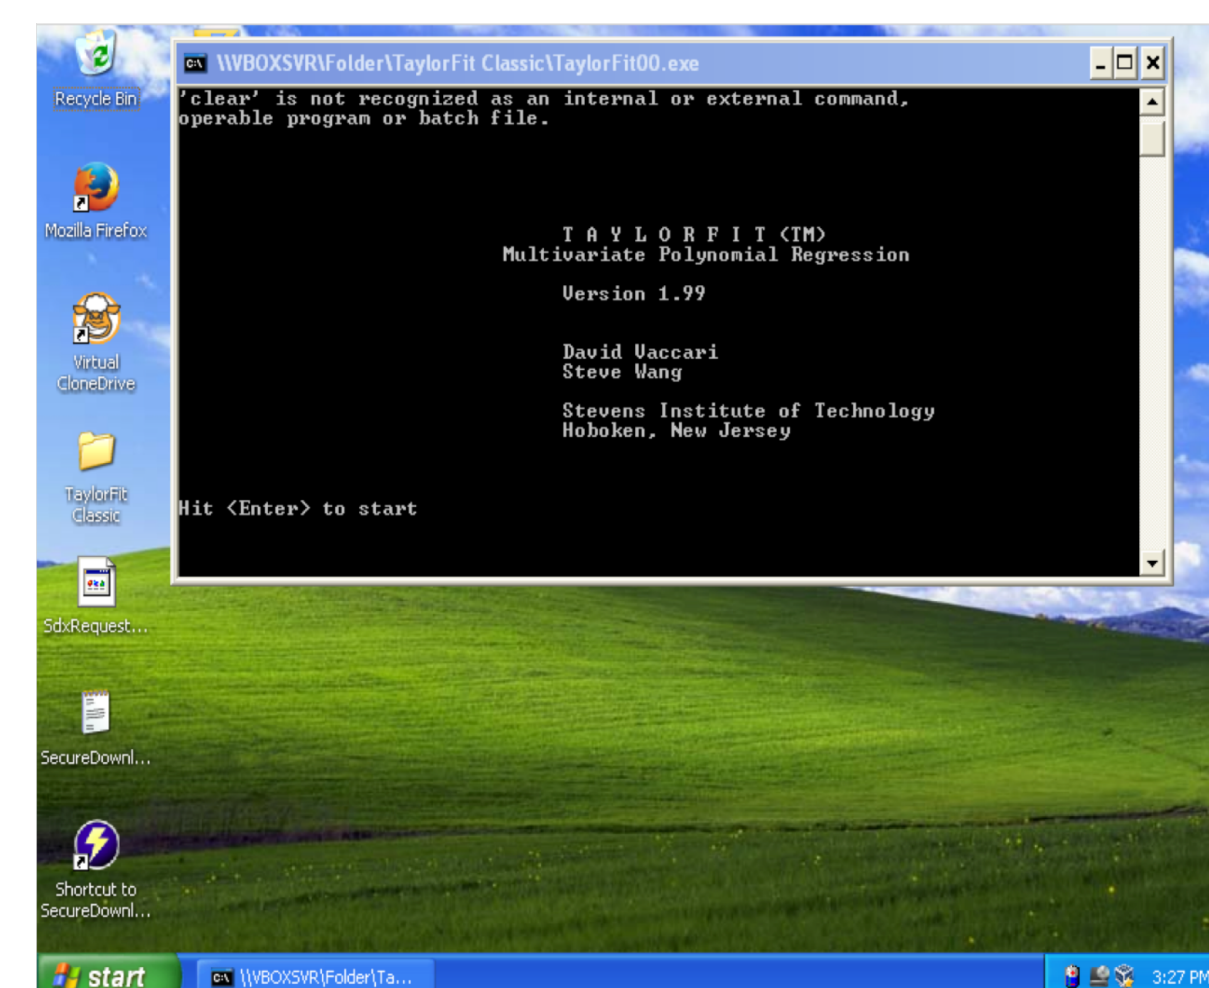 \\VBOXSVR\Folder\TaylorFit Classic\TaylorFit00.exe
Recycle Bin
'clear' is not recognized as an internal or external command,
operable program or batch file.
Mozilla Firefox
T A Y L O R F I T (TM)
Multivariate Polynomial Regression
Version 1.99
Virtual
CloneDrive
David Vaccari
Steve Wang
Stevens Institute of Technology
Hoboken, New Jersey
TaylorFit
Classic
Hit <Enter> to start
SdxRequest...
SecureDownl...
Shortcut to
SecureDownl...
start
\\VBOXSVR\Folder\Ta...
3:27 PM